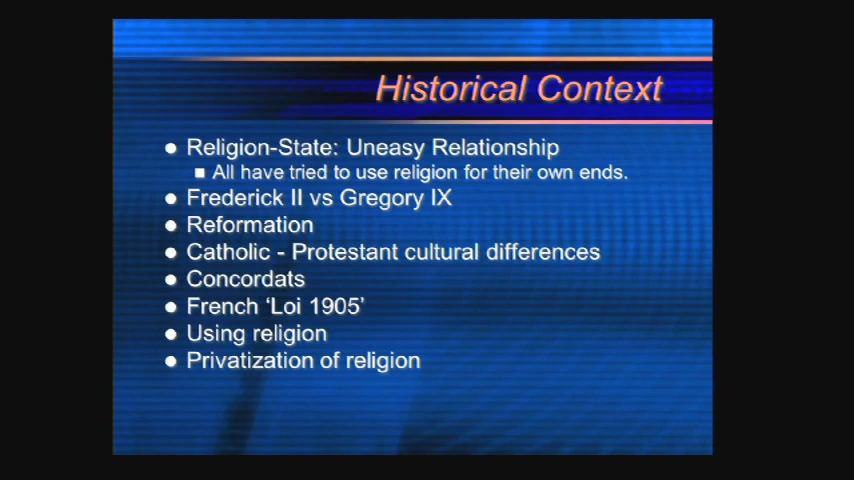 Historical Context
Religion-State: Uneasy Relationship
All have tried to use religion for their own ends.
Frederick II vs Gregory IX
Reformation
Catholic - Protestant cultural differences
Concordats
French ‘Loi 1905’
Using religion
Privatization of religion